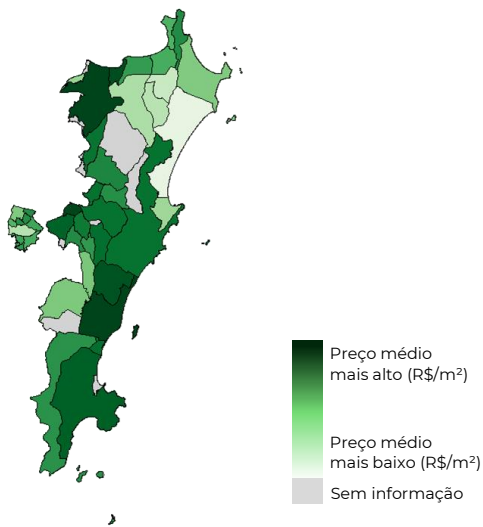 Preço médio
mais alto (R$/m²)
Preço médio
mais baixo (R$/m²)
Sem informação